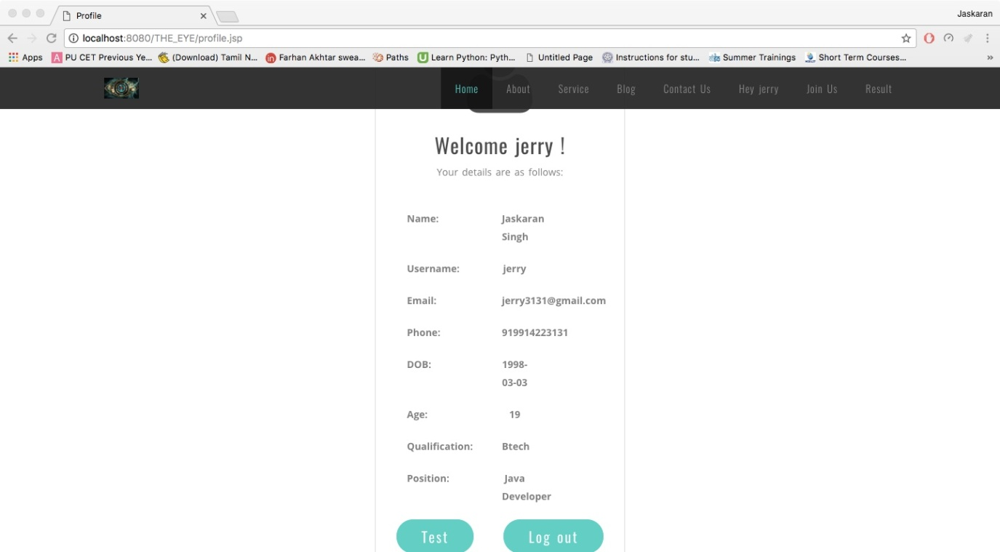 Profile
Jaskaran
localhost:8080/THE_EYE/profile.jsp
Apps PU CET Previous Ye... (Download) Tamil N... Farhan Akhtar swea... Paths Learn Python: Pyth... Untitled Page Instructions for stu... Summer Trainings Short Term Courses... »
Home About Service Blog Contact Us Hey jerry Join Us Result
Welcome jerry !
Your details are as follows:
Name: Jaskaran
Singh
Username: jerry
Email: jerry3131@gmail.com
Phone: 919914223131
DOB: 1998-
03-03
Age: 19
Qualification: Btech
Position: Java
Developer
Test Log out